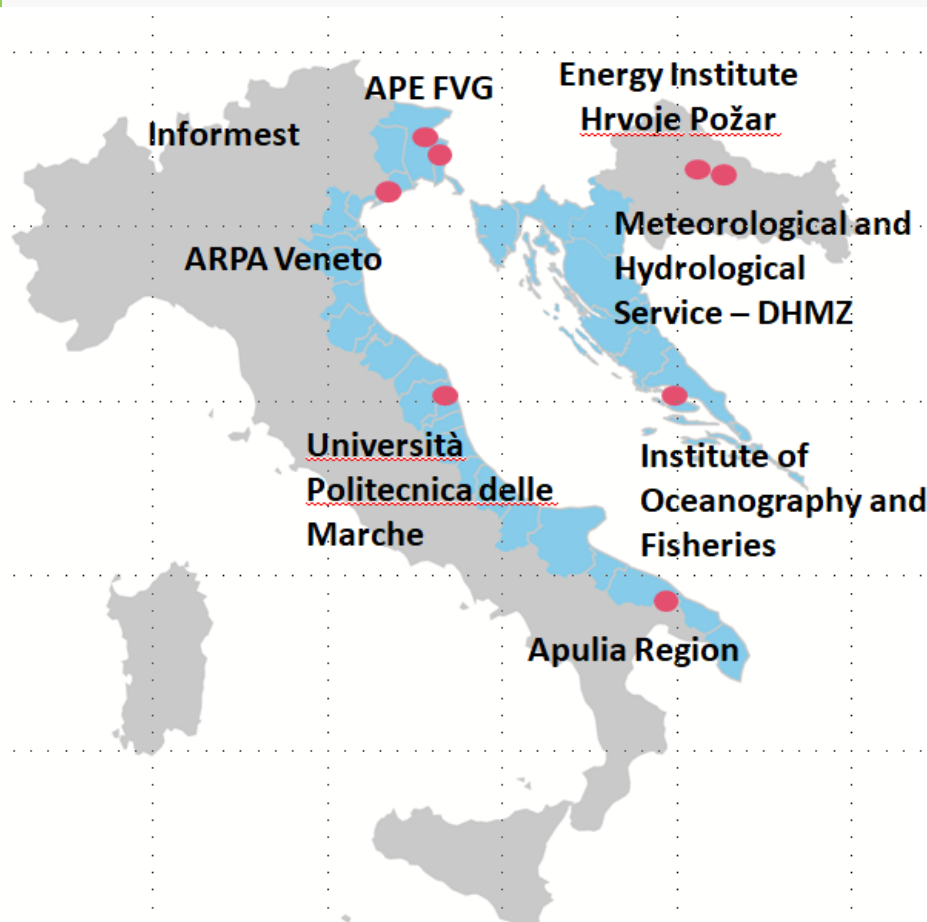 APE FVG
Energy Institute
Hrvoje Požar
Informest
Meteorological and
Hydrological
Service – DHMZ
ARPA Veneto
Università
Politecnica delle
Marche
Institute of
Oceanography and
Fisheries
Apulia Region